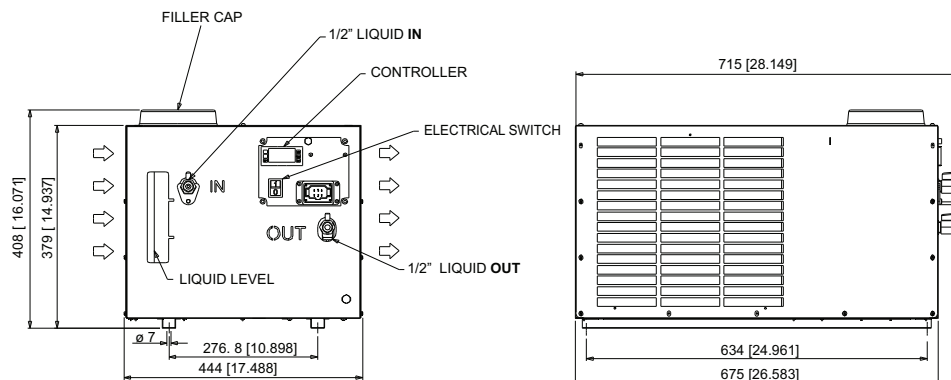 FILLER CAP
1/2” LIQUID IN
CONTROLLER
ELECTRICAL SWITCH
IN
OUT
1/2” LIQUID OUT
LIQUID LEVEL
408 [ 16.071]
379 [ 14.937]
ø 7
276. 8 [10.898]
444 [17.488]
715 [28.149]
634 [24.961]
675 [26.583]